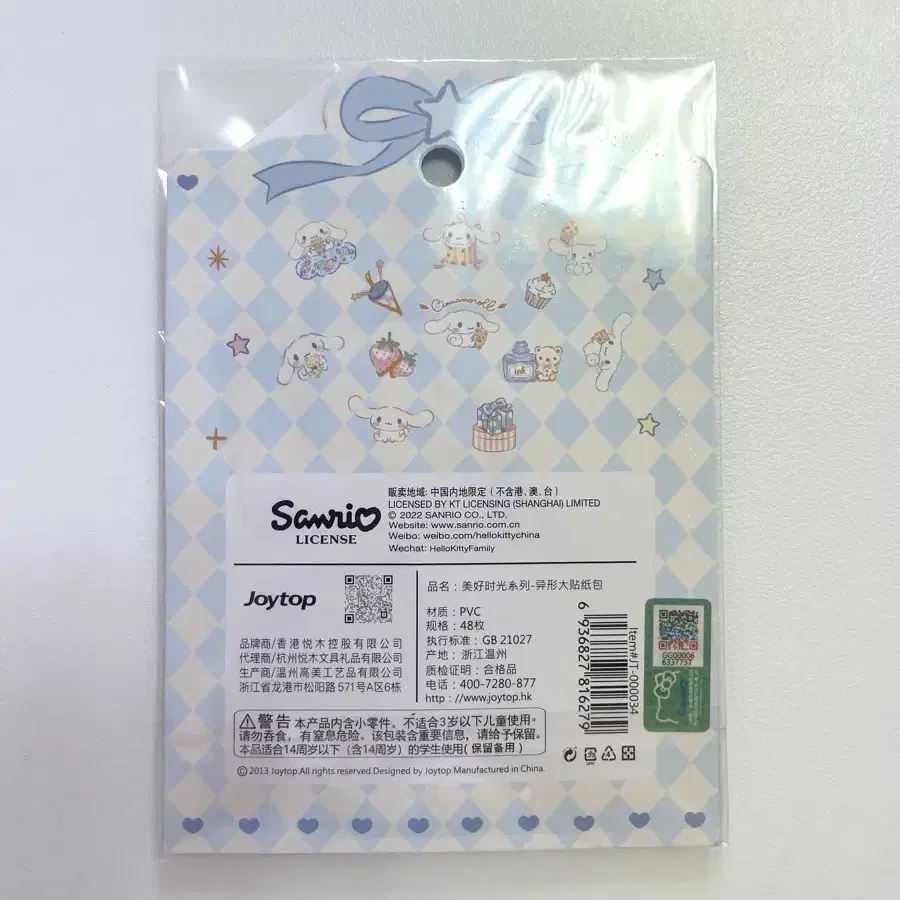 Cinnamoroll
ink
Sanrio
LICENSE
贩卖地域: 中国内地限定 ( 不含港、澳、台 )
LICENSED BY KT LICENSING (SHANGHAI) LIMITED
© 2022 SANRIO CO., LTD.
Website: www.sanrio.com.cn
Weibo: weibo.com/hellokittychina
Wechat: HelloKittyFamily
Joytop
品牌商/香港悦木控股有限公司
代理商/杭州悦木文具礼品有限公司
生产商/温州高美工艺品有限公司
浙江省龙港市松阳路 571号A区6栋
品名：美好时光系列-异形大贴纸包
材质：PVC
规格：48枚
执行标准：GB 21027
产地：浙江温州
质检证明：合格品
电话：400-7280-877
http://www.joytop.hk
6 936827 816279
Item#JT-000034
GG00006
6337737
⚠警告 本产品内含小零件。不适合3岁以下儿童使用。
请勿吞食，有窒息危险。该包装含重要信息，请给予保留。
本品适合14周岁以下（含14周岁）的学生使用( 保留备用 )
©2013 Joytop.All rights reserved.Designed by Joytop.Manufactured in China.